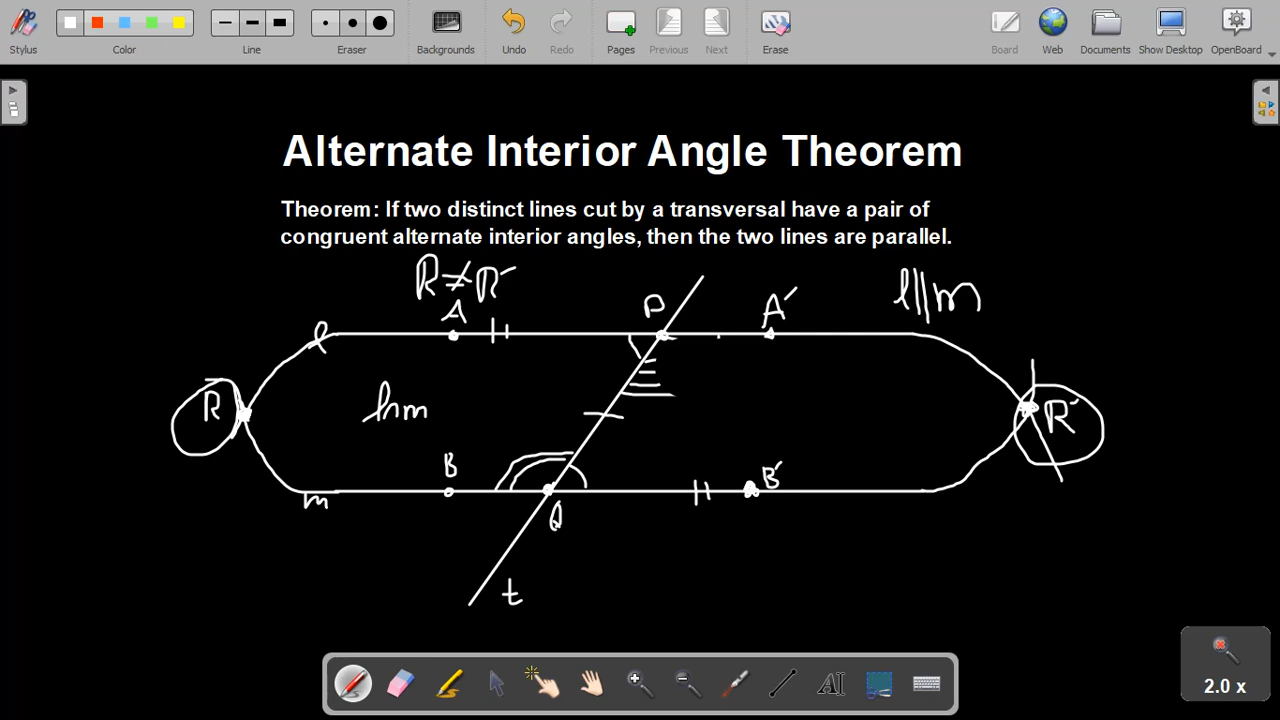 Stylus Color Line Eraser Backgrounds Undo Redo Pages Previous Next Erase Board Web Documents Show Desktop OpenBoard
Alternate Interior Angle Theorem
Theorem: If two distinct lines cut by a transversal have a pair of
congruent alternate interior angles, then the two lines are parallel.
R ≠ R′
l || m
A P A′
l
R R′
B B′
m
Q
t
AI
2.0 x